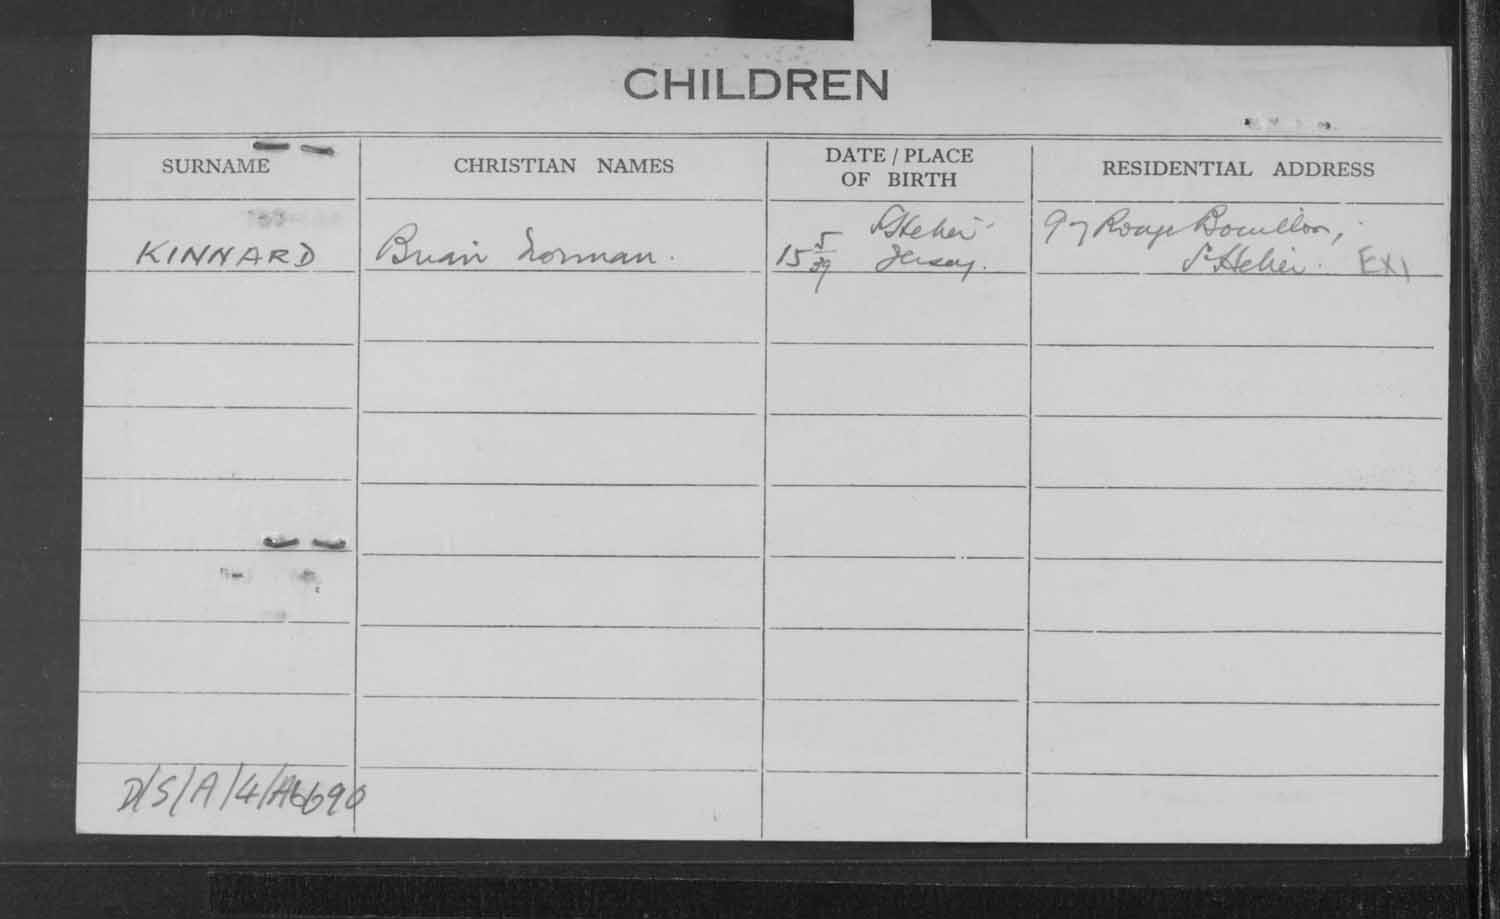 CHILDREN
SURNAME CHRISTIAN NAMES DATE / PLACE OF BIRTH RESIDENTIAL ADDRESS
KINNARD Brian Norman. 15 5/39 St Helier Jersey. 97 Rouge Bouillon,
St Helier. EX1
D/S/A/4/A6690